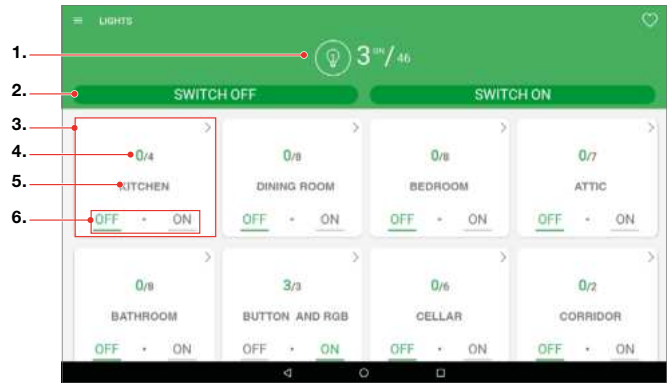 LIGHTS
1.
3 ON / 46
2.
SWITCH OFF SWITCH ON
3.
4.
0/4 0/8 0/8 0/7
5.
KITCHEN DINING ROOM BEDROOM ATTIC
6.
OFF - ON OFF - ON OFF - ON OFF - ON
0/8 3/3 0/6 0/2
BATHROOM BUTTON AND RGB CELLAR CORRIDOR
OFF - ON OFF - ON OFF - ON OFF - ON